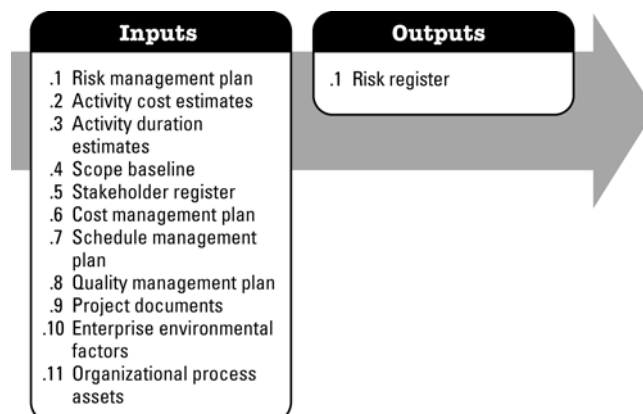 Inputs
.1 Risk management plan
.2 Activity cost estimates
.3 Activity duration
estimates
.4 Scope baseline
.5 Stakeholder register
.6 Cost management plan
.7 Schedule management
plan
.8 Quality management plan
.9 Project documents
.10 Enterprise environmental
factors
.11 Organizational process
assets
Outputs
.1 Risk register